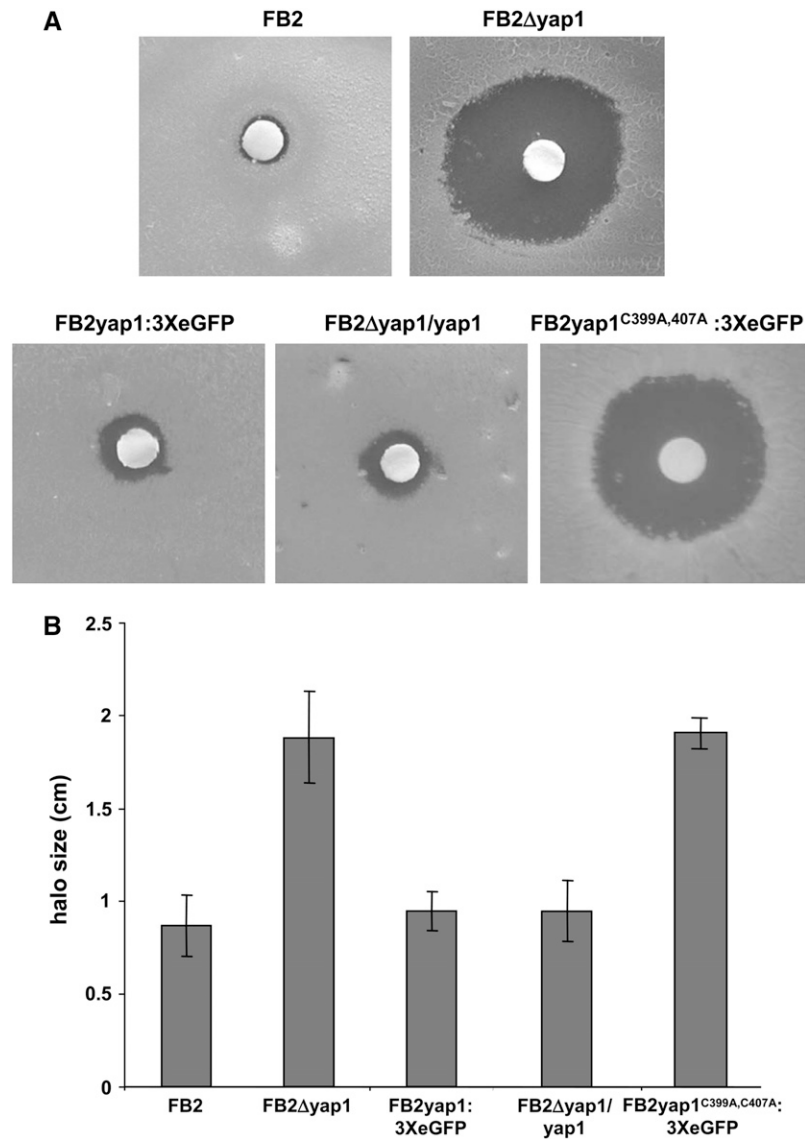 A
FB2
FB2Δyap1
FB2yap1:3XeGFP
FB2Δyap1/yap1
FB2yap1C399A,407A :3XeGFP
B
2.5
2
1.5
1
0.5
0
halo size (cm)
FB2
FB2Δyap1
FB2yap1:
3XeGFP
FB2Δyap1/
yap1
FB2yap1C399A,C407A:
3XeGFP